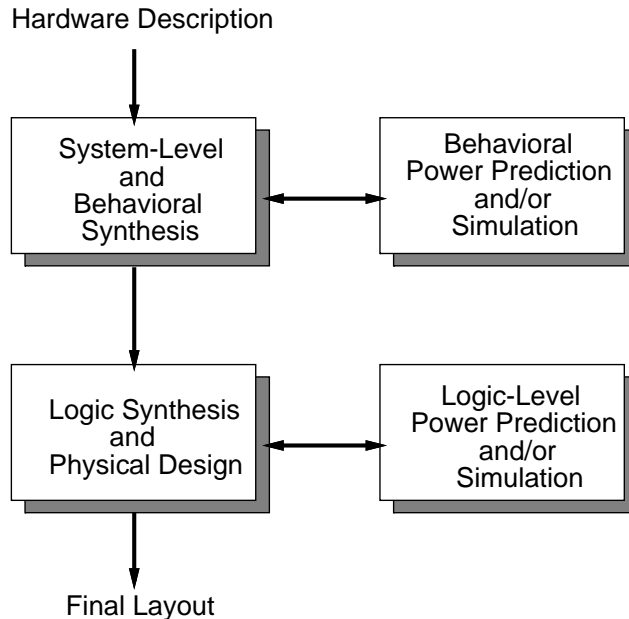 Hardware Description
System-Level
and
Behavioral
Synthesis
Behavioral
Power Prediction
and/or
Simulation
Logic Synthesis
and
Physical Design
Logic-Level
Power Prediction
and/or
Simulation
Final Layout